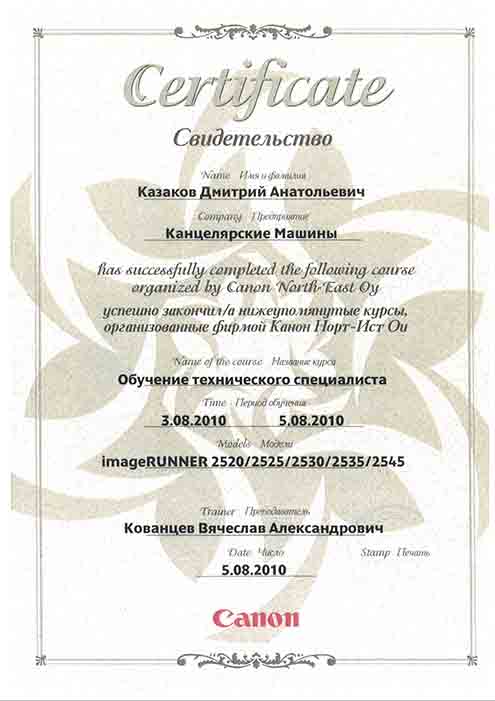 Certificate
Свидетельство
Name Имя и фамилия
Казаков Дмитрий Анатольевич
Company Предприятие
Канцелярские Машины
has successfully completed the following course
organized by Canon North-East Oy
успешно закончил/а нижеупомянутые курсы,
организованные фирмой Канон Норт-Ист Ои
Name of the course Название курса
Обучение технического специалиста
Time Период обучения
3.08.2010 5.08.2010
Models Модели
imageRUNNER 2520/2525/2530/2535/2545
Trainer Преподаватель
Кованцев Вячеслав Александрович
Date Число Stamp Печать
5.08.2010
Canon